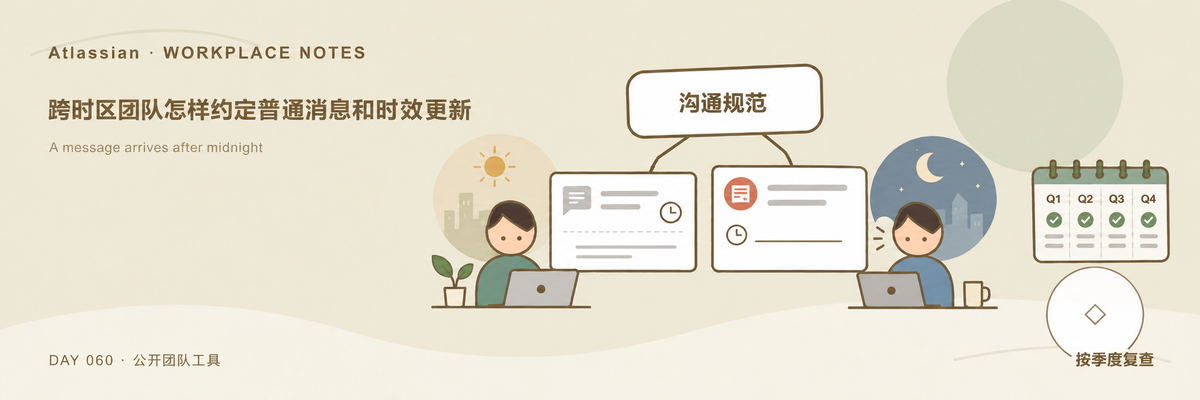 Atlassian · WORKPLACE NOTES
跨时区团队怎样约定普通消息和时效更新
A message arrives after midnight
沟通规范
Q1 Q2 Q3 Q4
按季度复查
DAY 060 · 公开团队工具